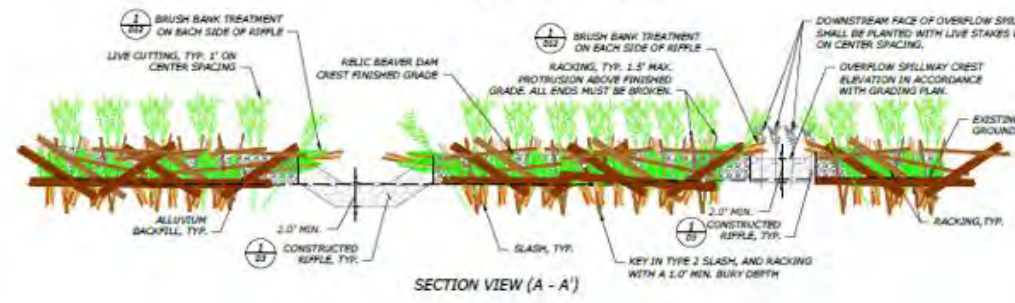 1
D12
BRUSH BANK TREATMENT
ON EACH SIDE OF RIFFLE
LIVE CUTTING, TYP. 1' ON
CENTER SPACING
RELIC BEAVER DAM
CREST FINISHED GRADE
1
D12
BRUSH BANK TREATMENT
ON EACH SIDE OF RIFFLE
RACKING, TYP. 1.5' MAX.
PROTRUSION ABOVE FINISHED
GRADE. ALL ENDS MUST BE BROKEN.
DOWNSTREAM FACE OF OVERFLOW
SHALL BE PLANTED WITH LIVE STAKES
ON CENTER SPACING.
OVERFLOW SPILLWAY CREST
ELEVATION IN ACCORDANCE
WITH GRADING PLAN.
EXISTING
GROUND
ALLUVIUM
BACKFILL, TYP.
2.0' MIN.
1
CONSTRUCTED
RIFFLE, TYP.
SLASH, TYP.
KEY IN TYPE 2 SLASH, AND RACKING
WITH A 1.0' MIN. BURY DEPTH
2.0' MIN.
1
CONSTRUCTED
RIFFLE, TYP.
RACKING, TYP.
SECTION VIEW (A - A')